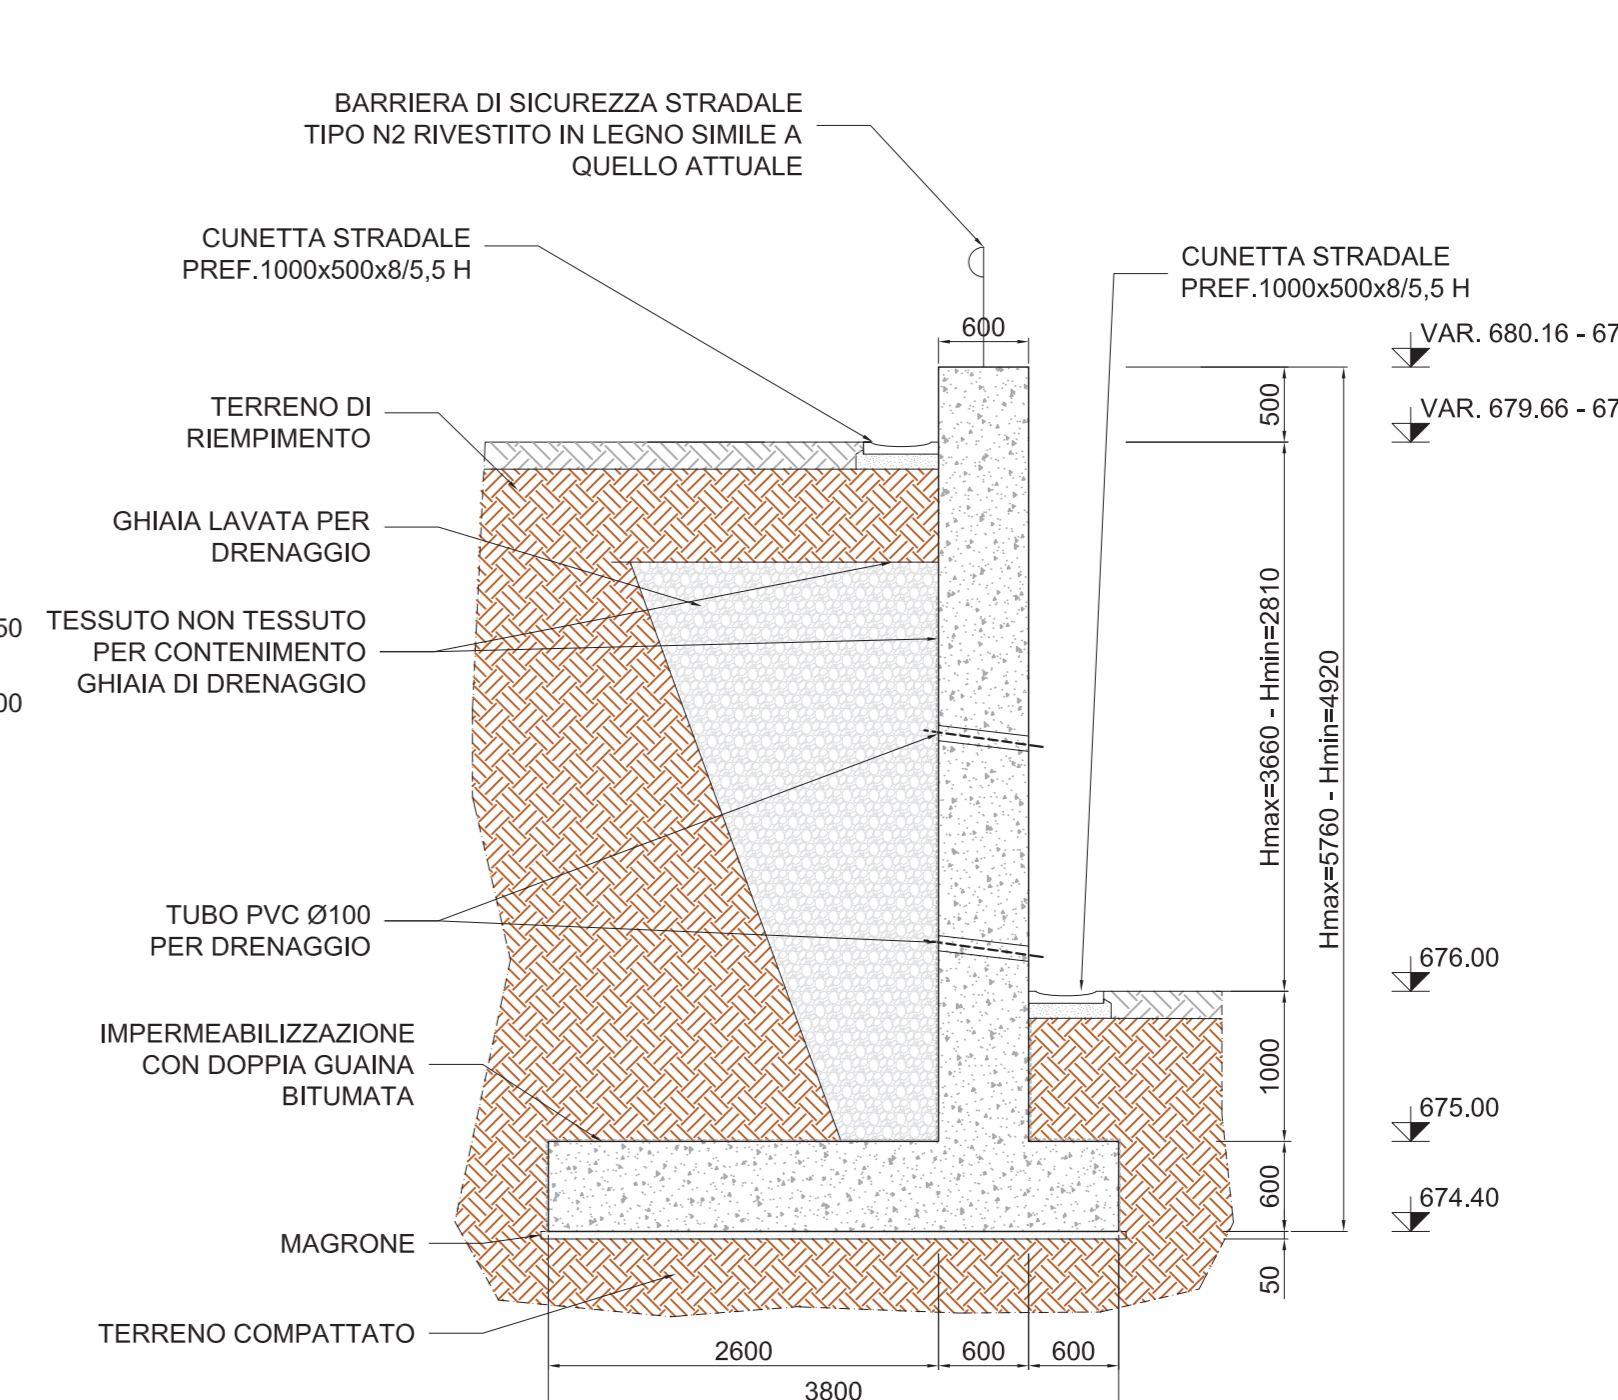 BARRIERA DI SICUREZZA STRADALE
TIPO N2 RIVESTITO IN LEGNO SIMILE A
QUELLO ATTUALE
CUNETTA STRADALE
PREF.1000x500x8/5,5 H
CUNETTA STRADALE
PREF.1000x500x8/5,5 H
600
VAR. 680.16 - 67
500
VAR. 679.66 - 67
TERRENO DI
RIEMPIMENTO
GHIAIA LAVATA PER
DRENAGGIO
50
TESSUTO NON TESSUTO
PER CONTENIMENTO
GHIAIA DI DRENAGGIO
00
Hmax=3660 - Hmin=2810
Hmax=5760 - Hmin=4920
TUBO PVC Ø100
PER DRENAGGIO
676.00
IMPERMEABILIZZAZIONE
CON DOPPIA GUAINA
BITUMATA
1000
675.00
600
674.40
MAGRONE
50
TERRENO COMPATTATO
2600
600
600
3800